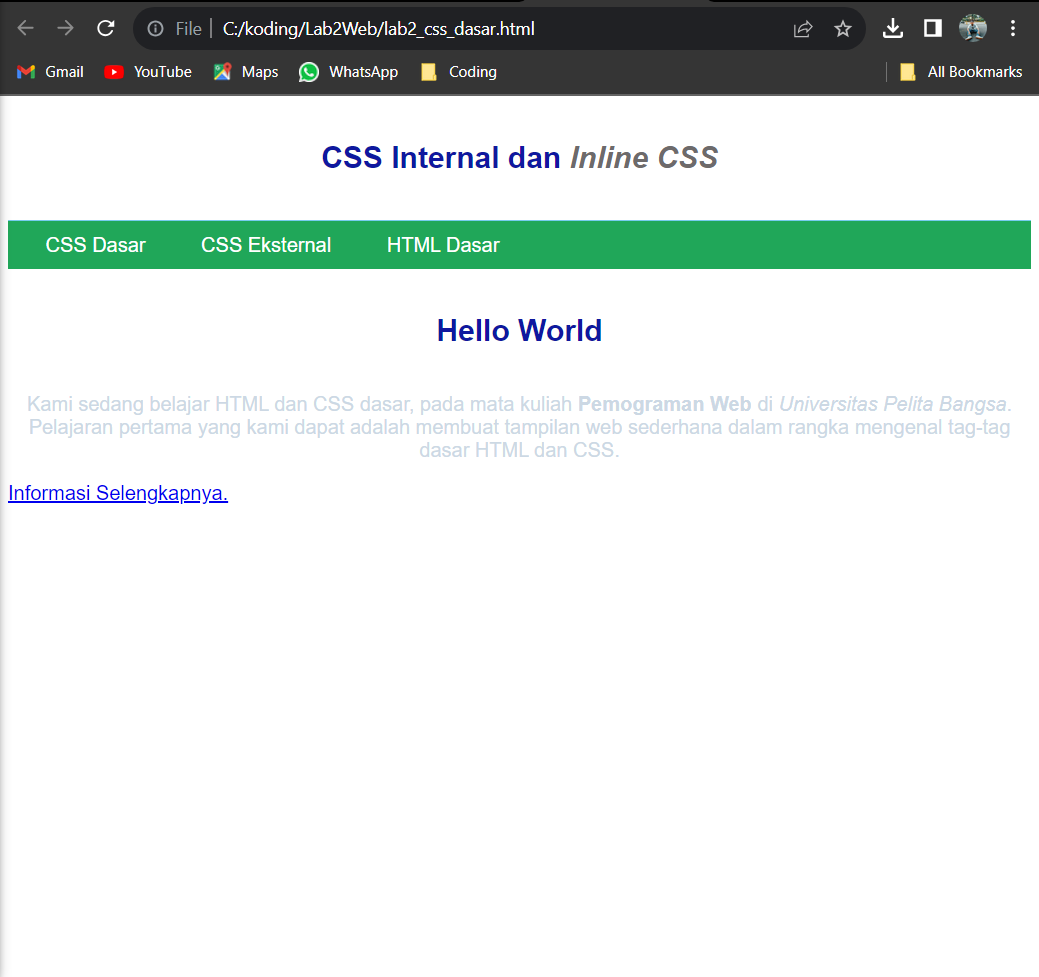 File C:/koding/Lab2Web/lab2_css_dasar.html
Gmail YouTube Maps WhatsApp Coding All Bookmarks
CSS Internal dan Inline CSS
CSS Dasar CSS Eksternal HTML Dasar
Hello World
Kami sedang belajar HTML dan CSS dasar, pada mata kuliah Pemograman Web di Universitas Pelita Bangsa.
Pelajaran pertama yang kami dapat adalah membuat tampilan web sederhana dalam rangka mengenal tag-tag
dasar HTML dan CSS.
Informasi Selengkapnya.